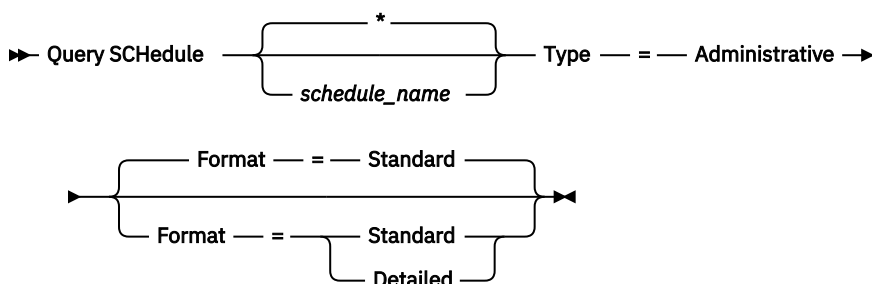 *
Query SCHedule Type = Administrative
schedule_name
Format = Standard
Format = Standard
Detailed